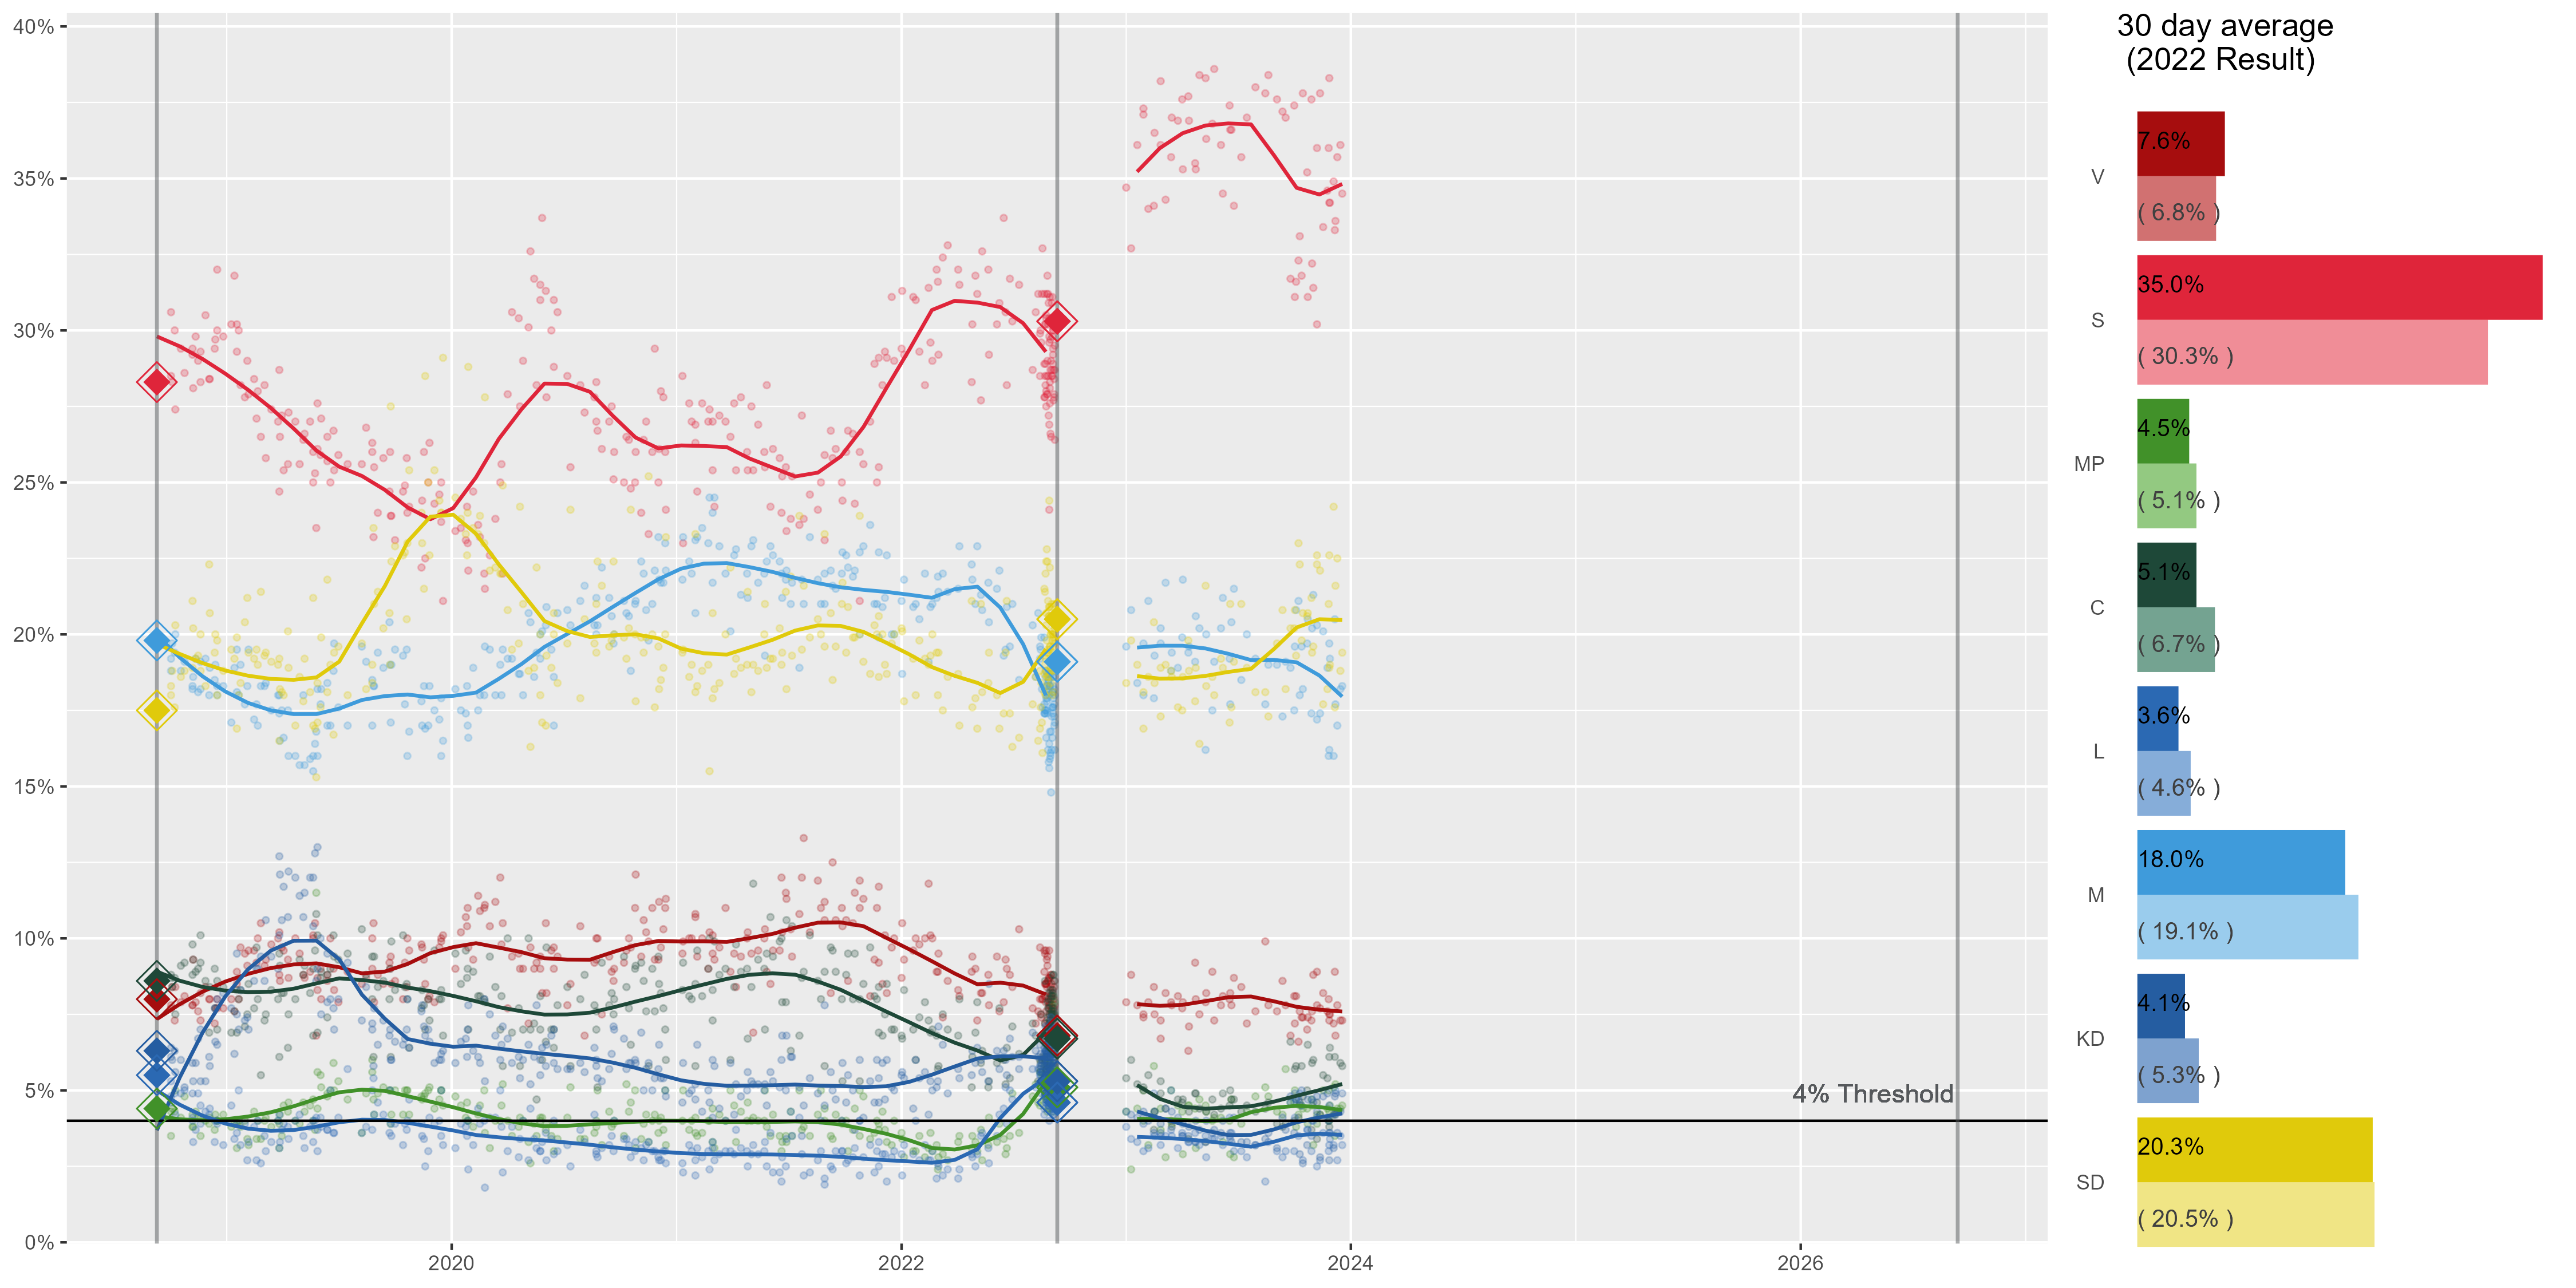 40%
35%
30%
25%
20%
15%
10%
5%
0%
2020
2022
2024
2026
4% Threshold
30 day average
(2022 Result)
V
7.6%
( 6.8% )
S
35.0%
( 30.3% )
MP
4.5%
( 5.1% )
C
5.1%
( 6.7% )
L
3.6%
( 4.6% )
M
18.0%
( 19.1% )
KD
4.1%
( 5.3% )
SD
20.3%
( 20.5% )